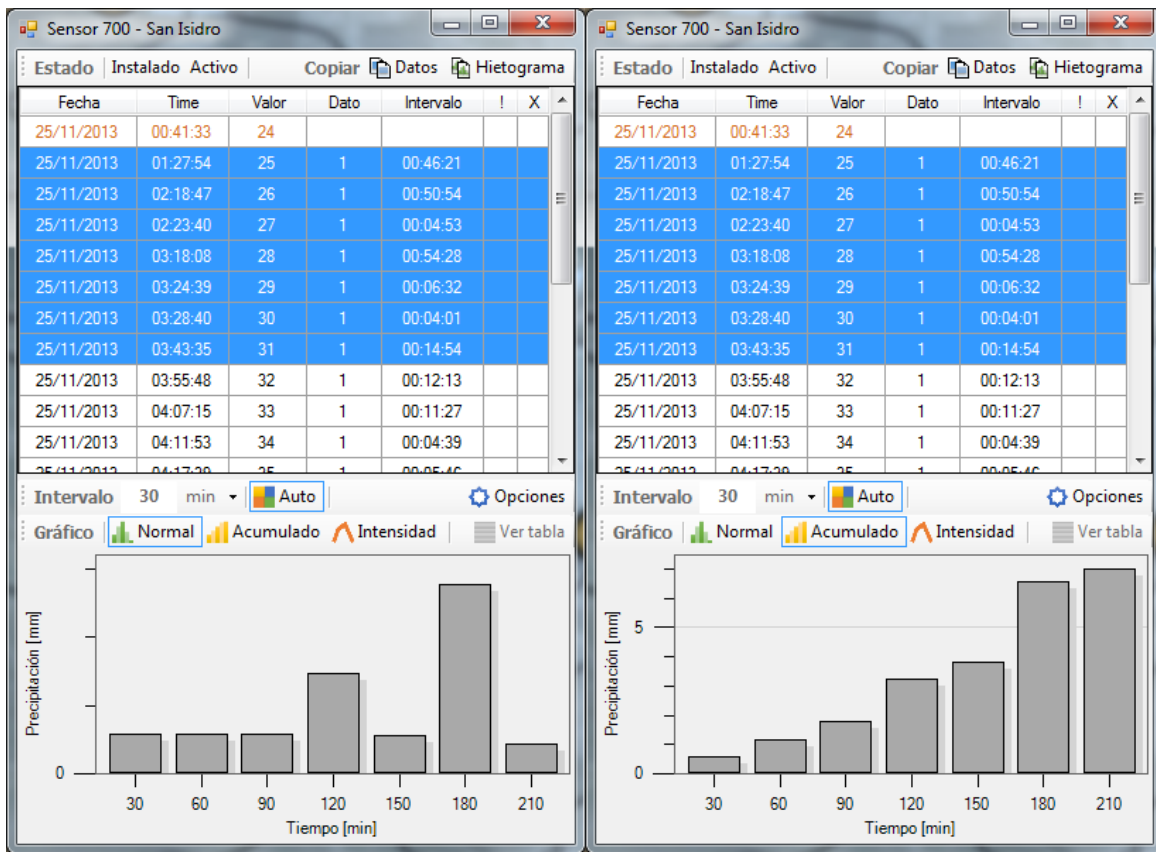 Sensor 700 - San Isidro
Estado Instalado Activo Copiar Datos Hietograma
Fecha Time Valor Dato Intervalo ! X
25/11/2013 00:41:33 24
25/11/2013 01:27:54 25 1 00:46:21
25/11/2013 02:18:47 26 1 00:50:54
25/11/2013 02:23:40 27 1 00:04:53
25/11/2013 03:18:08 28 1 00:54:28
25/11/2013 03:24:39 29 1 00:06:32
25/11/2013 03:28:40 30 1 00:04:01
25/11/2013 03:43:35 31 1 00:14:54
25/11/2013 03:55:48 32 1 00:12:13
25/11/2013 04:07:15 33 1 00:11:27
25/11/2013 04:11:53 34 1 00:04:39
Intervalo 30 min Auto Opciones
Gráfico Normal Acumulado Intensidad Ver tabla
Precipitación [mm]
0
30 60 90 120 150 180 210
Tiempo [min]
Sensor 700 - San Isidro
Estado Instalado Activo Copiar Datos Hietograma
Fecha Time Valor Dato Intervalo ! X
25/11/2013 00:41:33 24
25/11/2013 01:27:54 25 1 00:46:21
25/11/2013 02:18:47 26 1 00:50:54
25/11/2013 02:23:40 27 1 00:04:53
25/11/2013 03:18:08 28 1 00:54:28
25/11/2013 03:24:39 29 1 00:06:32
25/11/2013 03:28:40 30 1 00:04:01
25/11/2013 03:43:35 31 1 00:14:54
25/11/2013 03:55:48 32 1 00:12:13
25/11/2013 04:07:15 33 1 00:11:27
25/11/2013 04:11:53 34 1 00:04:39
Intervalo 30 min Auto Opciones
Gráfico Normal Acumulado Intensidad Ver tabla
Precipitación [mm]
5
0
30 60 90 120 150 180 210
Tiempo [min]